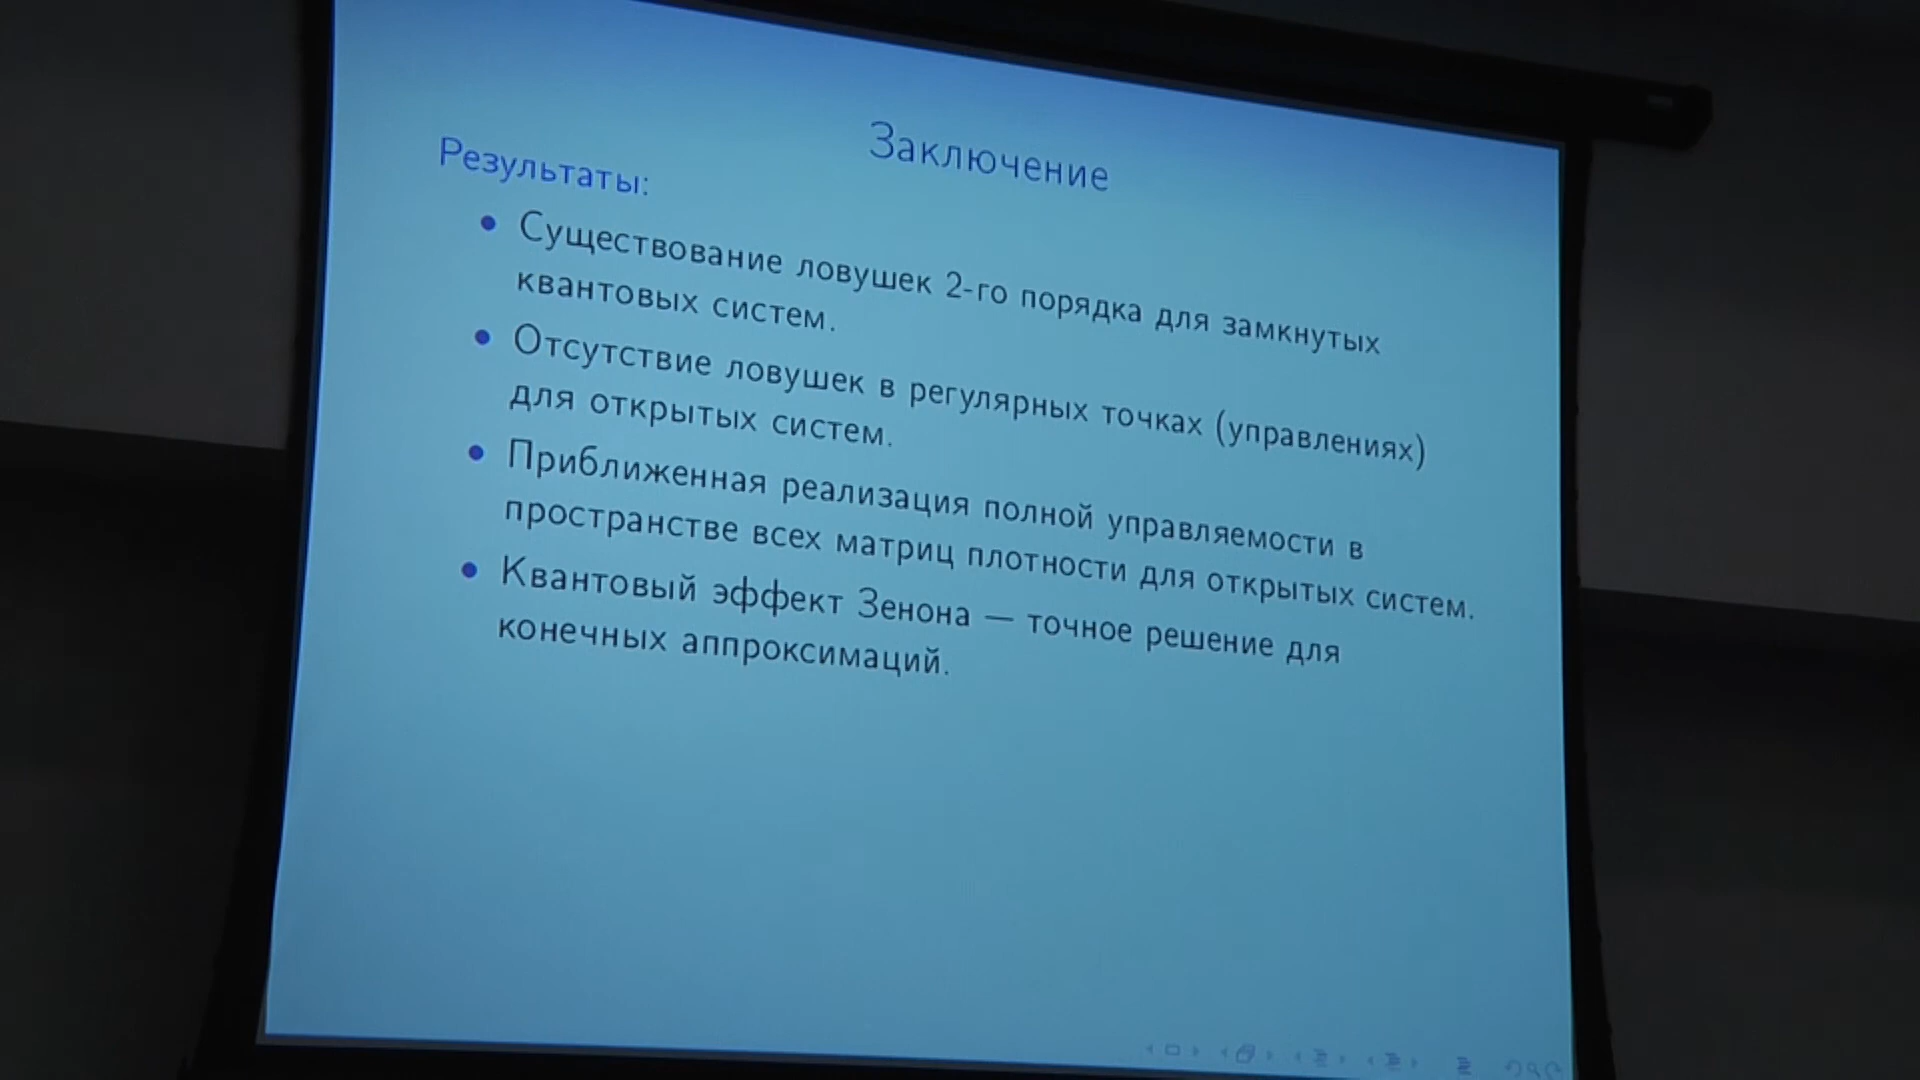 Заключение
Результаты:
• Существование ловушек 2-го порядка для замкнутых
квантовых систем.
• Отсутствие ловушек в регулярных точках (управлениях)
для открытых систем.
• Приближенная реализация полной управляемости в
пространстве всех матриц плотности для открытых систем.
• Квантовый эффект Зенона — точное решение для
конечных аппроксимаций.